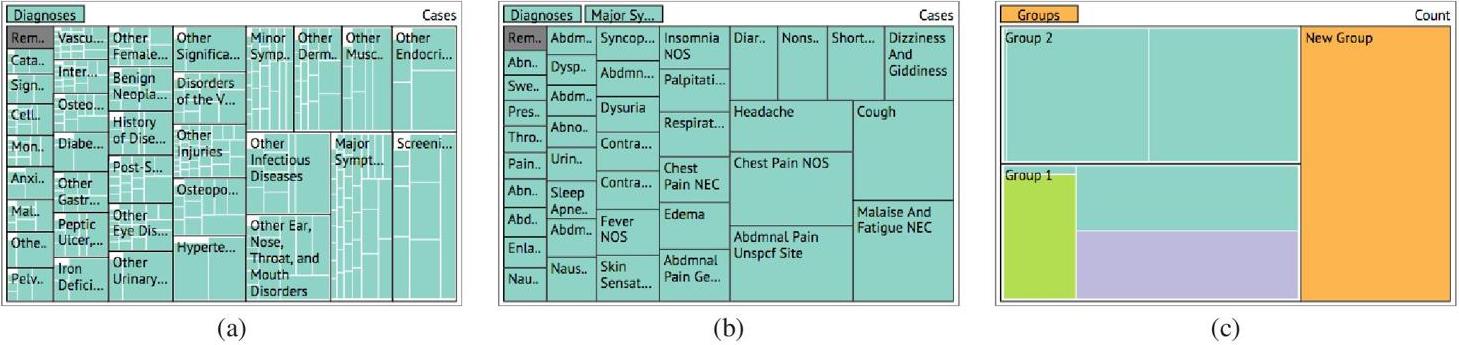 Diagnoses
Cases
Rem..
Cata..
Sign..
Cell..
Mon..
Anxi..
Mal..
Othe..
Pelv..
Vascu...
Inter...
Osteo...
Diabe...
Other
Gastr...
Peptic
Ulcer,...
Iron
Defici...
Other
Female...
Benign
Neopla...
History
of Dise...
Post-S...
Other
Eye Dis...
Other
Urinary...
Other
Significa...
Disorders
of the V...
Other
Injuries
Osteopo...
Hyperte...
Minor
Symp..
Other
Derm..
Other
Musc..
Other
Endocri...
Other
Infectious
Diseases
Other Ear,
Nose,
Throat, and
Mouth
Disorders
Major
Sympt...
Screeni...
(a)
Diagnoses
Major Sy...
Cases
Rem..
Abn..
Swe..
Pres..
Thro..
Pain..
Abn..
Abd..
Enla..
Nau..
Abdm..
Dysp..
Abdm..
Abno..
Urin..
Sleep
Apne..
Abdm..
Naus..
Syncop...
Abdmn...
Dysuria
Contra...
Contra...
Fever
NOS
Skin
Sensat...
Insomnia
NOS
Palpitati...
Respirat...
Chest
Pain NEC
Edema
Abdmnal
Pain Ge...
Diar..
Nons..
Short...
Dizziness
And
Giddiness
Headache
Chest Pain NOS
Abdmnal Pain
Unspcf Site
Cough
Malaise And
Fatigue NEC
(b)
Groups
Count
Group 2
Group 1
New Group
(c)